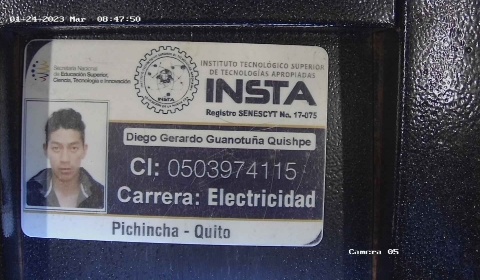 01-24-2023 Mar 08:47:50
Secretaría Nacional
de Educación Superior,
Ciencia, Tecnología e Innovación
INSTA
INSTITUTO TECNOLÓGICO SUPERIOR
DE TECNOLOGÍAS APROPIADAS
INSTA
Registro SENESCYT No. 17-075
Diego Gerardo Guanotuña Quishpe
CI: 0503974115
Carrera: Electricidad
Pichincha - Quito
Camera 05